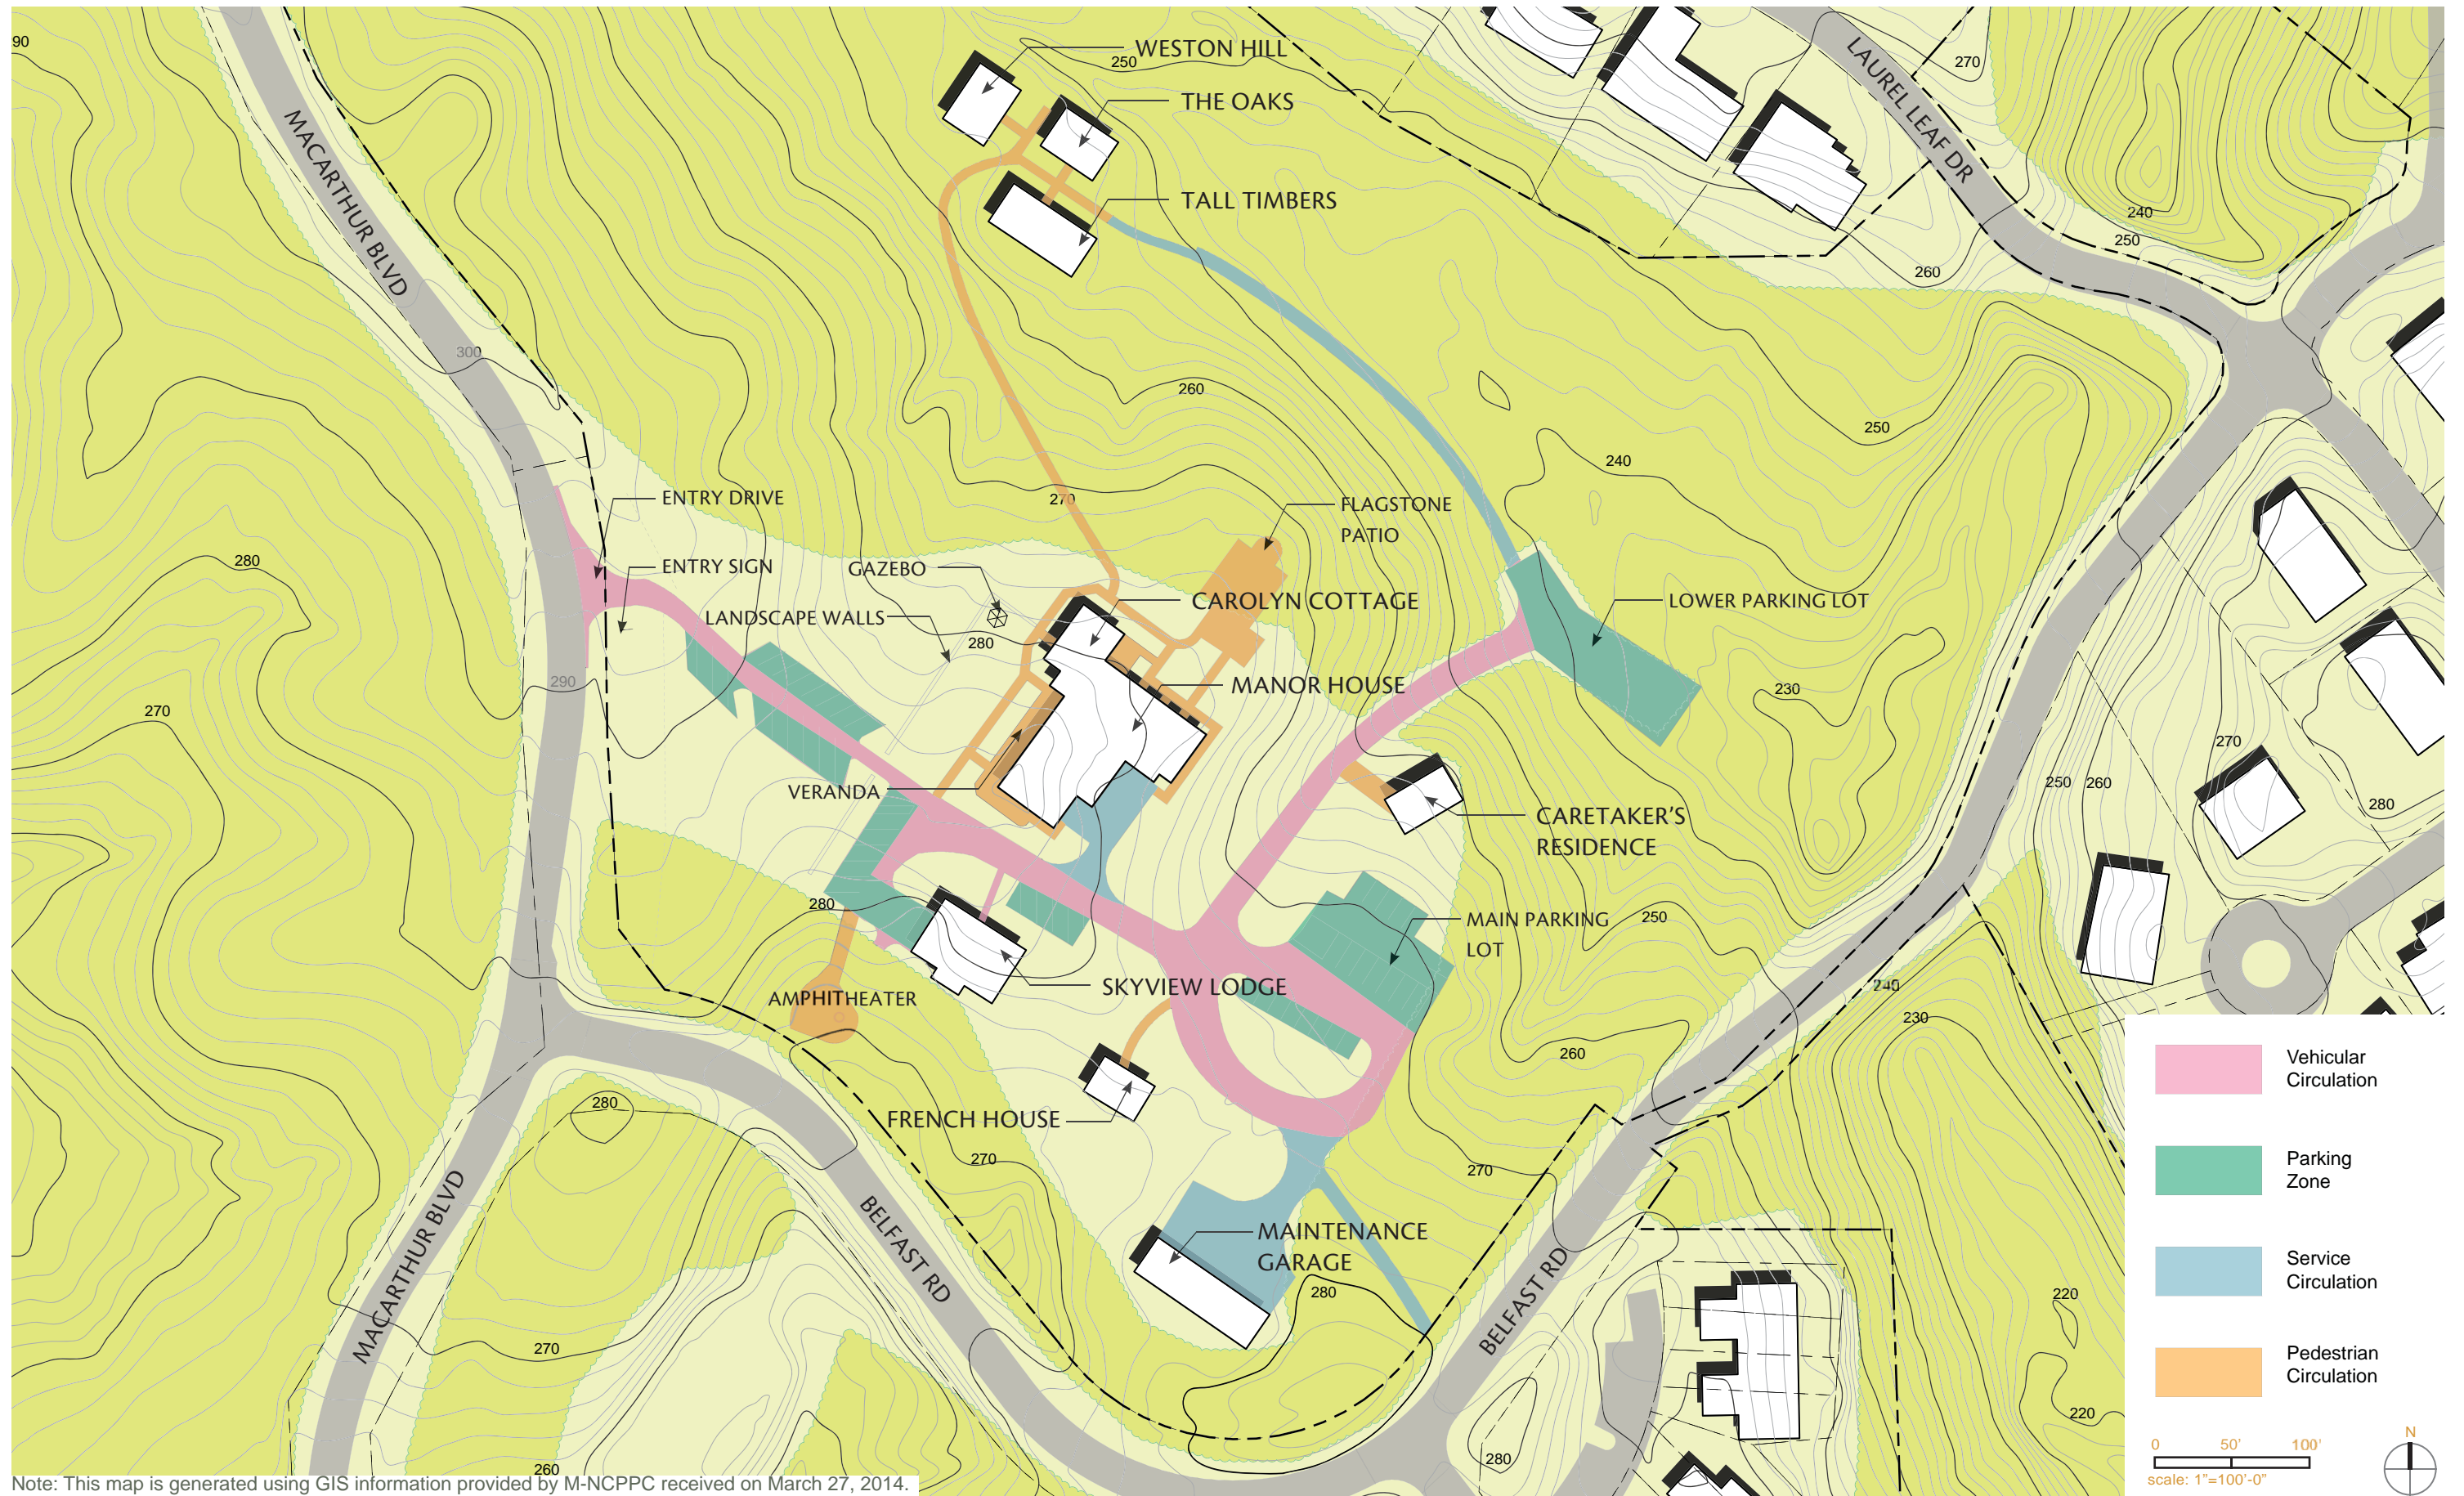 90
WESTON HILL
250
THE OAKS
TALL TIMBERS
LAUREL LEAF DR
270
240
250
260
MACARTHUR BLVD
300
260
250
240
270
ENTRY DRIVE
FLAGSTONE
PATIO
280
ENTRY SIGN
GAZEBO
LANDSCAPE WALLS
CAROLYN COTTAGE
LOWER PARKING LOT
280
290
MANOR HOUSE
230
270
270
VERANDA
250
260
280
CARETAKER'S
RESIDENCE
280
MAIN PARKING
LOT
250
SKYVIEW LODGE
AMPHITHEATER
240
230
260
280
FRENCH HOUSE
270
270
MACARTHUR BLVD
BELFAST RD
MAINTENANCE
GARAGE
280
BELFAST RD
220
270
220
280
260
Vehicular
Circulation
Parking
Zone
Service
Circulation
Pedestrian
Circulation
0 50' 100'
scale: 1"=100'-0"
N
Note: This map is generated using GIS information provided by M-NCPPC received on March 27, 2014.